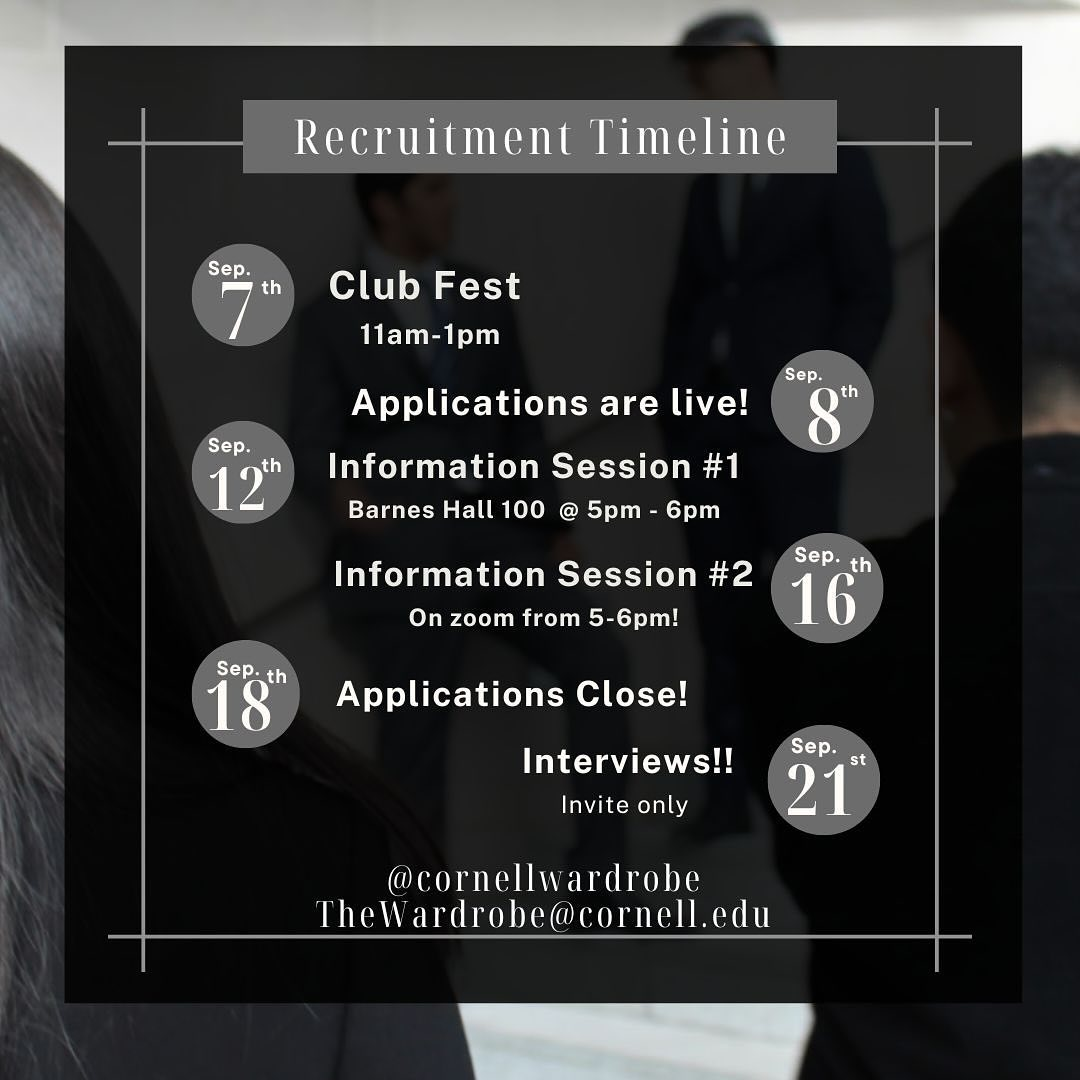 Recruitment Timeline
Sep.
7th
Club Fest
11am-1pm
Applications are live!
Sep.
8th
Sep.
12th
Information Session #1
Barnes Hall 100 @ 5pm - 6pm
Information Session #2
On zoom from 5-6pm!
Sep.
16th
Sep.
18th
Applications Close!
Interviews!!
Invite only
Sep.
21st
@cornellwardrobe
TheWardrobe@cornell.edu